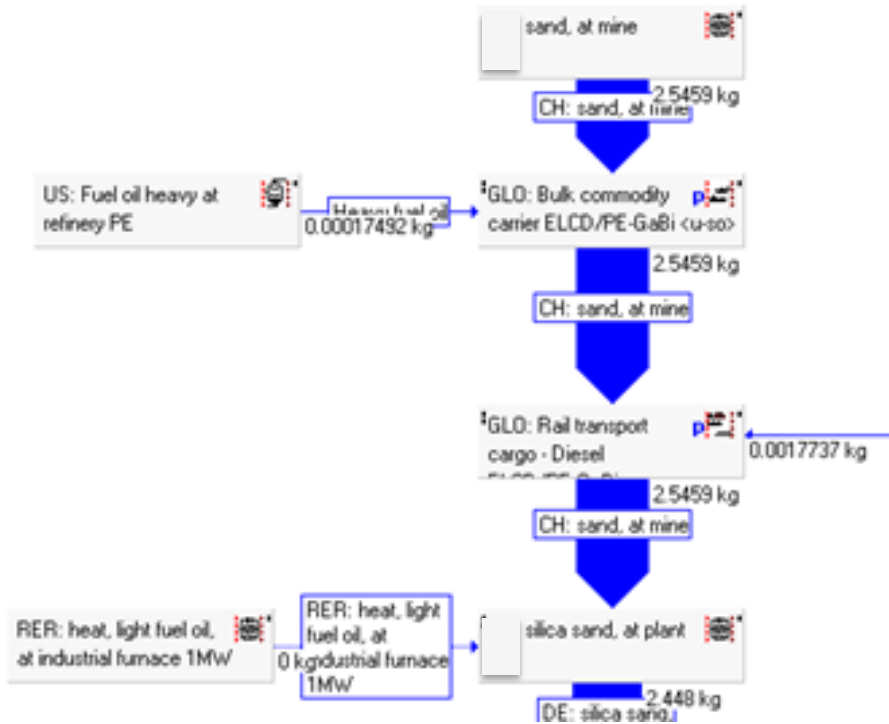 sand, at mine
2.5459 kg
CH: sand, at mine
US: Fuel oil heavy at
refinery PE
Heavy fuel oil
0.00017492 kg
GLO: Bulk commodity
carrier ELCD/PE-GaBi <u-so>
p
2.5459 kg
CH: sand, at mine
GLO: Rail transport
cargo - Diesel
p
0.0017737 kg
2.5459 kg
CH: sand, at mine
RER: heat, light fuel oil,
at industrial furnace 1MW
0 kg
RER: heat, light
fuel oil, at
industrial furnace
1MW
silica sand, at plant
2.448 kg
DE: silica sand,